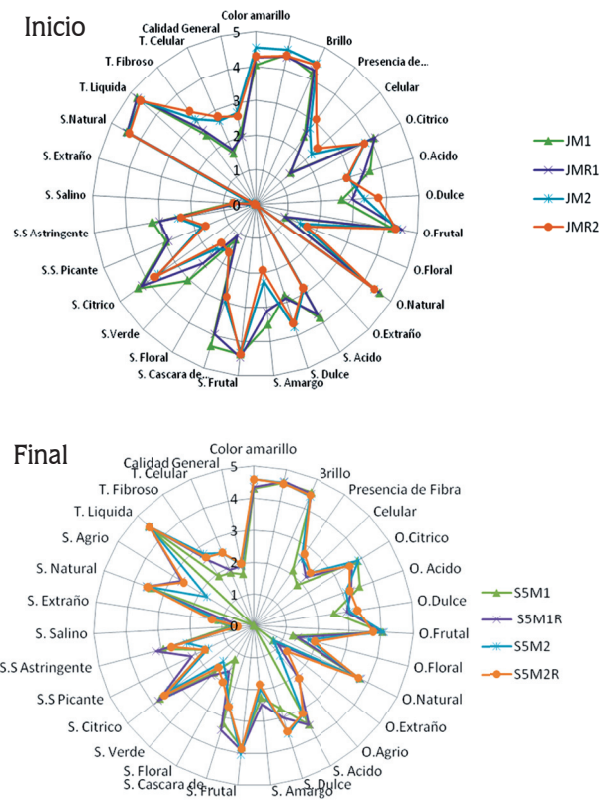 Inicio
Color amarillo
Brillo
Presencia de...
Celular
O.Citrico
O.Acido
O.Dulce
O.Frutal
O.Floral
O.Natural
O.Extraño
S. Acido
S. Dulce
S. Amargo
S. Frutal
S. Cascara de...
S. Floral
S.Verde
S. Citrico
S.S. Picante
S.S Astringente
S. Salino
S. Extraño
S.Natural
T. Liquida
T. Fibroso
T. Celular
Calidad General
5
4
3
2
1
0
JM1
JMR1
JM2
JMR2
Final
Color amarillo
Brillo
Presencia de Fibra
Celular
O.Citrico
O. Acido
O.Dulce
O.Frutal
O.Floral
O.Natural
O.Extraño
O.Agrio
S. Acido
S. Dulce
S. Amargo
S. Frutal
S. Cascara de
S. Floral
S. Verde
S. Citrico
S.S Picante
S.S Astringente
S. Salino
S. Extraño
S. Natural
S. Agrio
T. Liquida
T. Fibroso
T. Celular
Calidad General
5
4
3
2
1
0
S5M1
S5M1R
S5M2
S5M2R